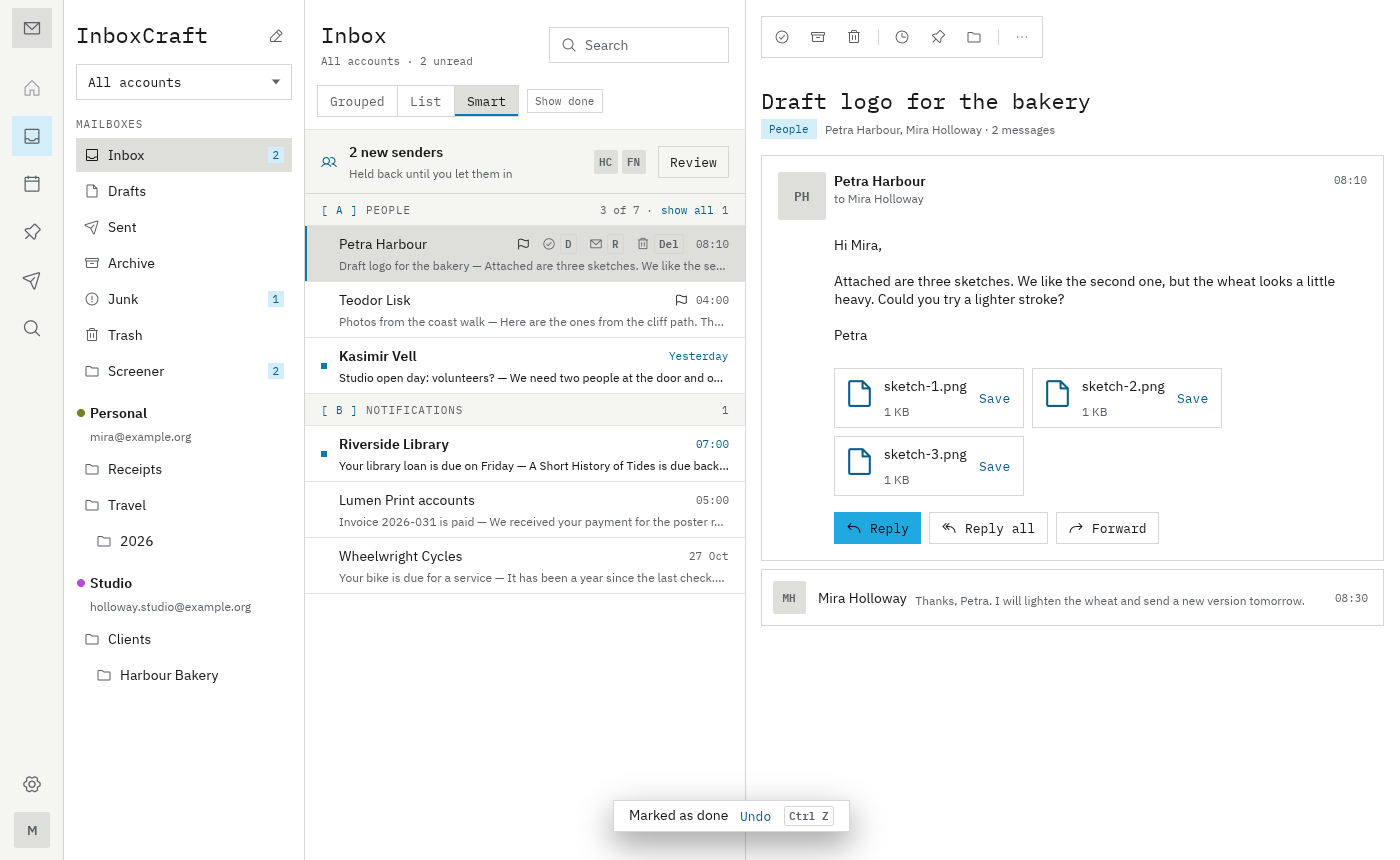 InboxCraft
All accounts
MAILBOXES
Inbox 2
Drafts
Sent
Archive
Junk 1
Trash
Screener 2
Personal
mira@example.org
Receipts
Travel
2026
Studio
holloway.studio@example.org
Clients
Harbour Bakery
M
Inbox
All accounts · 2 unread
Search
Grouped List Smart Show done
2 new senders
Held back until you let them in
HC FN Review
[ A ] PEOPLE 3 of 7 · show all 1
Petra Harbour D R Del 08:10
Draft logo for the bakery — Attached are three sketches. We like the se…
Teodor Lisk 04:00
Photos from the coast walk — Here are the ones from the cliff path. Th…
Kasimir Vell Yesterday
Studio open day: volunteers? — We need two people at the door and o…
[ B ] NOTIFICATIONS 1
Riverside Library 07:00
Your library loan is due on Friday — A Short History of Tides is due back…
Lumen Print accounts 05:00
Invoice 2026-031 is paid — We received your payment for the poster r…
Wheelwright Cycles 27 Oct
Your bike is due for a service — It has been a year since the last check.…
Draft logo for the bakery
People Petra Harbour, Mira Holloway · 2 messages
PH
Petra Harbour 08:10
to Mira Holloway
Hi Mira,
Attached are three sketches. We like the second one, but the wheat looks a little
heavy. Could you try a lighter stroke?
Petra
sketch-1.png
1 KB
Save
sketch-2.png
1 KB
Save
sketch-3.png
1 KB
Save
Reply Reply all Forward
MH Mira Holloway Thanks, Petra. I will lighten the wheat and send a new version tomorrow. 08:30
Marked as done Undo Ctrl Z